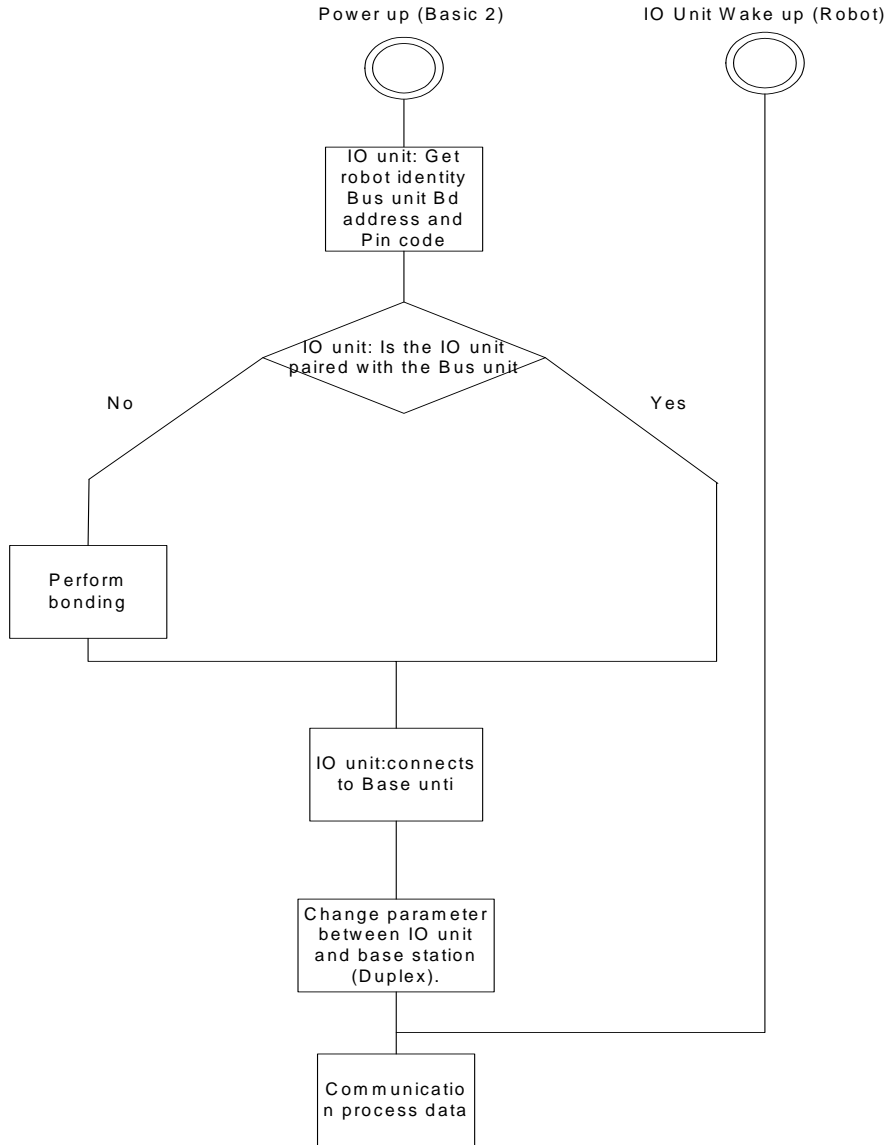 Power up (Basic 2)
IO Unit Wake up (Robot)
IO unit: Get
robot identity
Bus unit Bd
address and
Pin code
IO unit: Is the IO unit
paired with the Bus unit
No
Yes
Perform
bonding
IO unit:connects
to Base unti
Change parameter
between IO unit
and base station
(Duplex).
Communicatio
n process data